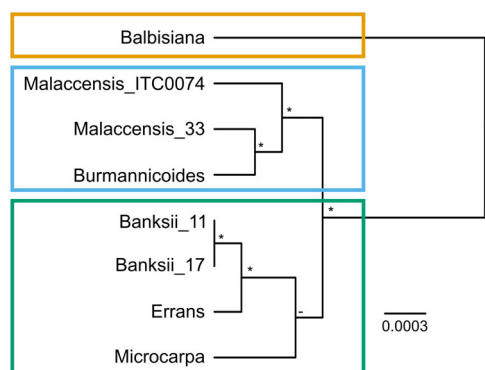 Balbisiana
Malaccensis_ITC0074
*
Malaccensis_33
*
Burmannicoides
*
Banksii_11
*
Banksii_17
*
Errans
-
0.0003
Microcarpa